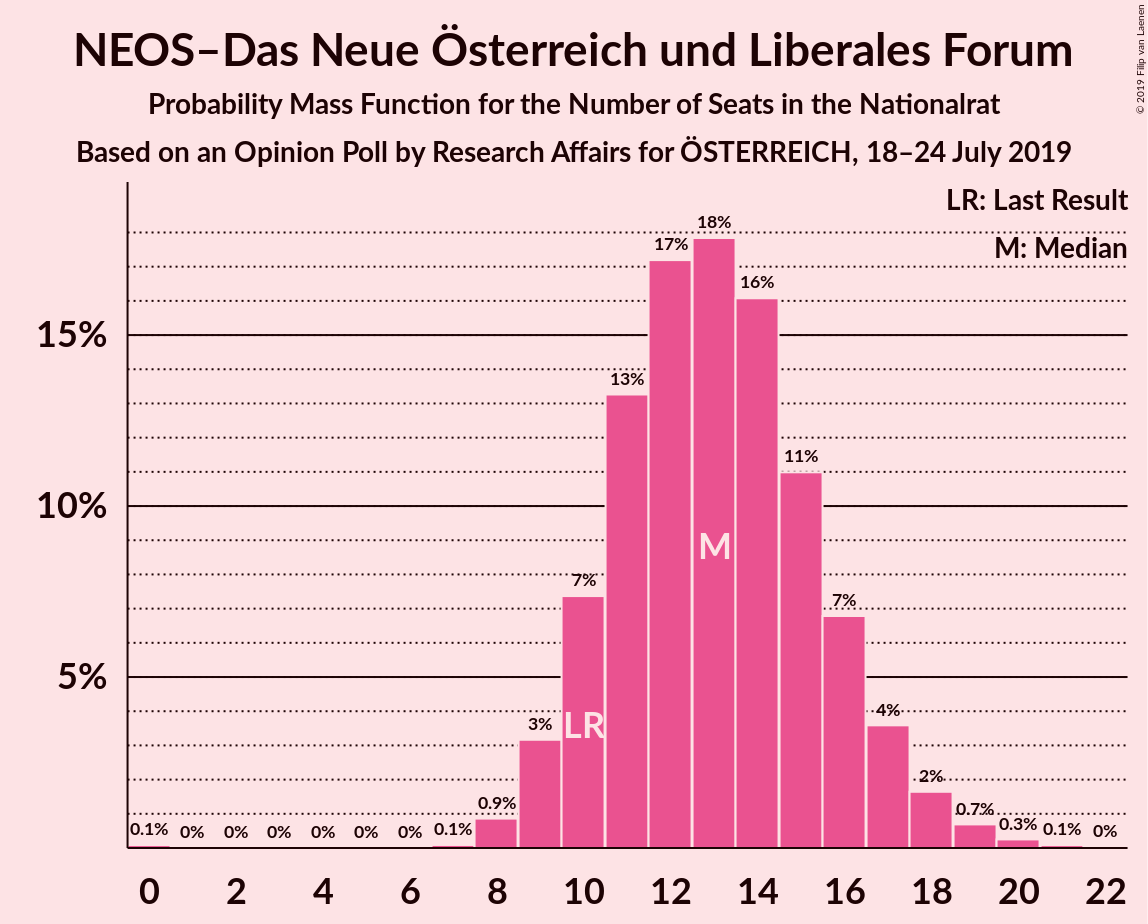 NEOS–Das Neue Österreich und Liberales Forum
Probability Mass Function for the Number of Seats in the Nationalrat
Based on an Opinion Poll by Research Affairs for ÖSTERREICH, 18–24 July 2019
© 2019 Filip van Laenen
LR: Last Result
M: Median
15%
10%
5%
0.1% 0% 0% 0% 0% 0% 0% 0.1% 0.9% 3% 7% 13% 17% 18% 16% 11% 7% 4% 2% 0.7% 0.3% 0.1% 0%
M
LR
0 2 4 6 8 10 12 14 16 18 20 22